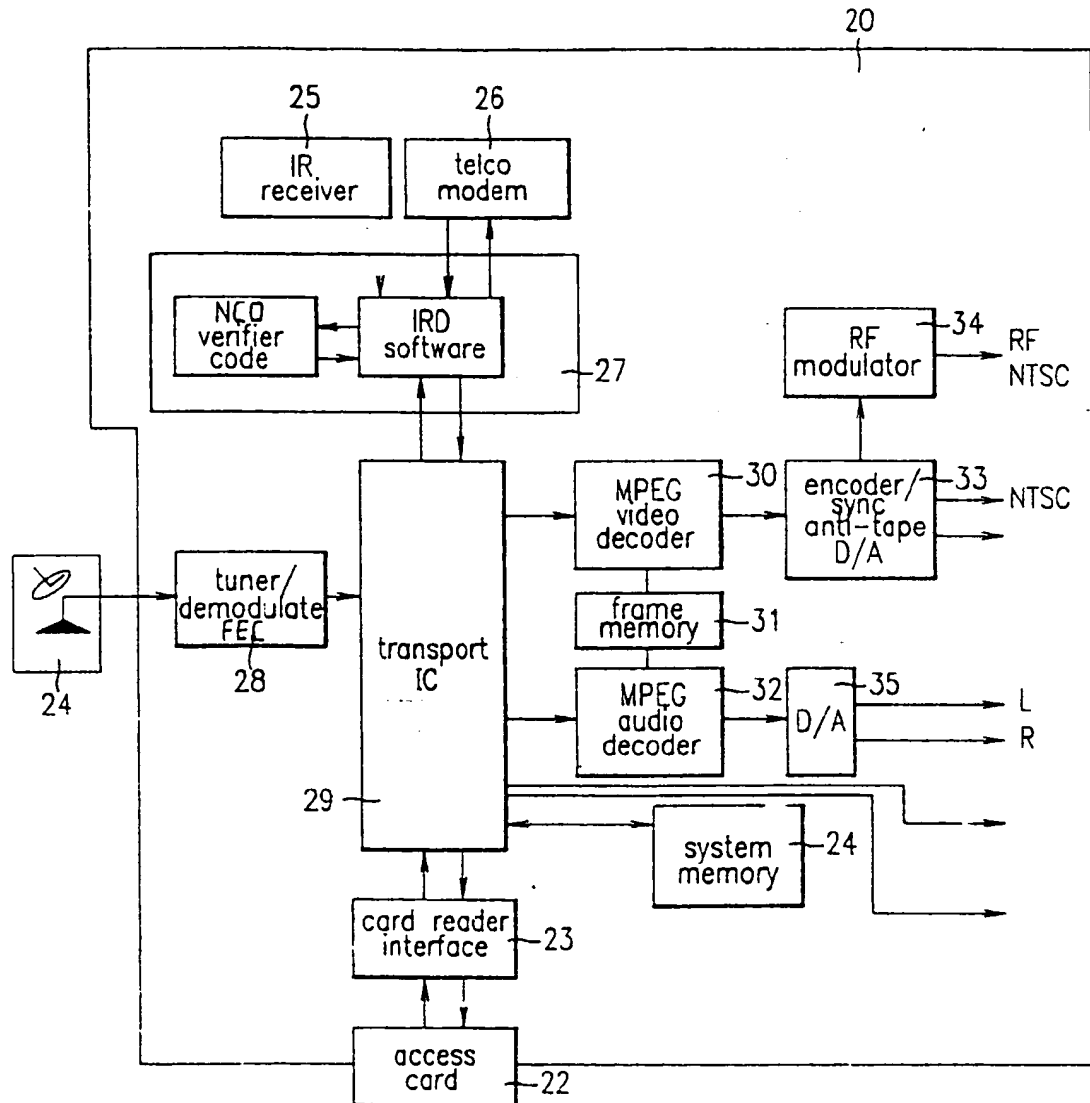 20
25
26
IR
receiver
telco
modem
NCO
verifier
code
IRD
software
27
RF
modulator
34
RF
NTSC
MPEG
video
decoder
30
encoder/
sync
anti-tape
D/A
33
NTSC
24
tuner/
demodulate
FEC
28
transport
IC
29
frame
memory
31
MPEG
audio
decoder
32
D/A
35
L
R
system
memory
24
card reader
interface
23
access
card
22